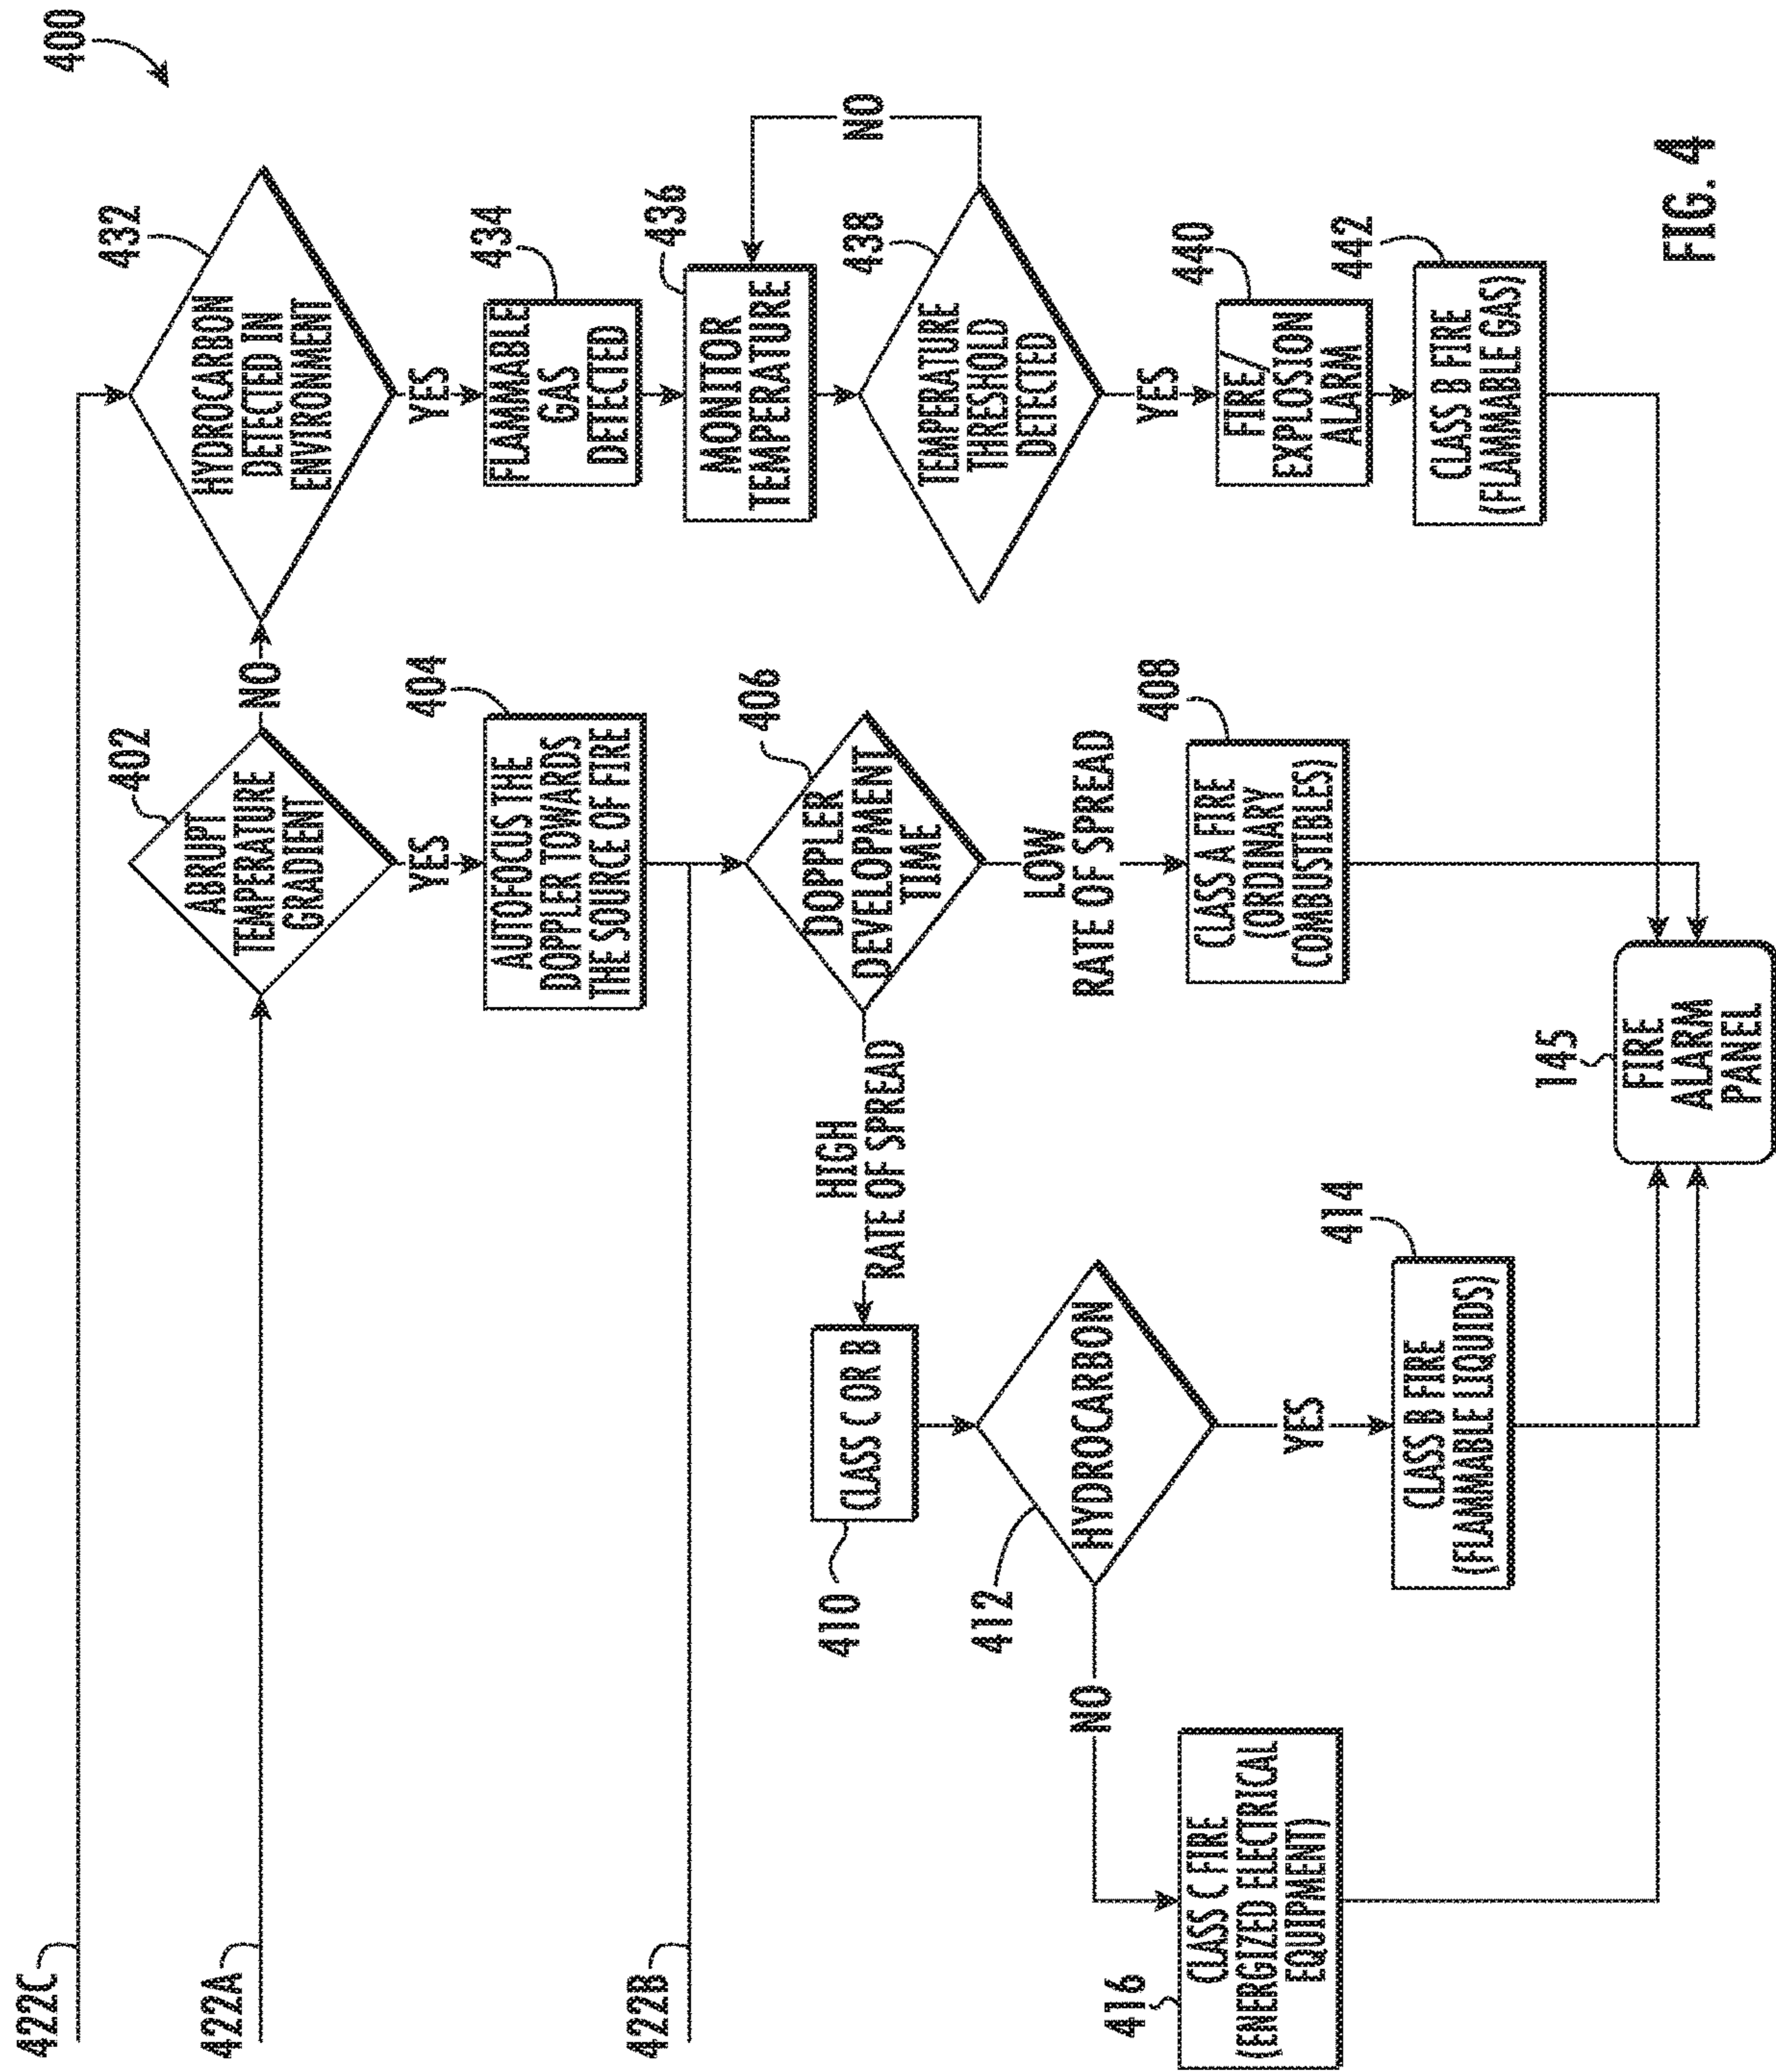 400
422C
422A
422B
402
ABRUPT
TEMPERATURE
GRADIENT
NO
YES
432
HYDROCARBON
DETECTED IN
ENVIRONMENT
YES
404
AUTOFOCUS THE
DOPPLER TOWARDS
THE SOURCE OF FIRE
434
FLAMMABLE
GAS
DETECTED
436
MONITOR
TEMPERATURE
406
DOPPLER
DEVELOPMENT
TIME
HIGH
RATE OF SPREAD
LOW
RATE OF SPREAD
438
TEMPERATURE
THRESHOLD
DETECTED
NO
YES
410
CLASS C OR B
412
HYDROCARBON
NO
YES
408
CLASS A FIRE
(ORDINARY
COMBUSTIBLES)
440
FIRE/
EXPLOSION
ALARM
416
CLASS C FIRE
(ENERGIZED ELECTRICAL
EQUIPMENT)
414
CLASS B FIRE
(FLAMMABLE LIQUIDS)
442
CLASS B FIRE
(FLAMMABLE GAS)
145
FIRE
ALARM
PANEL
FIG. 4